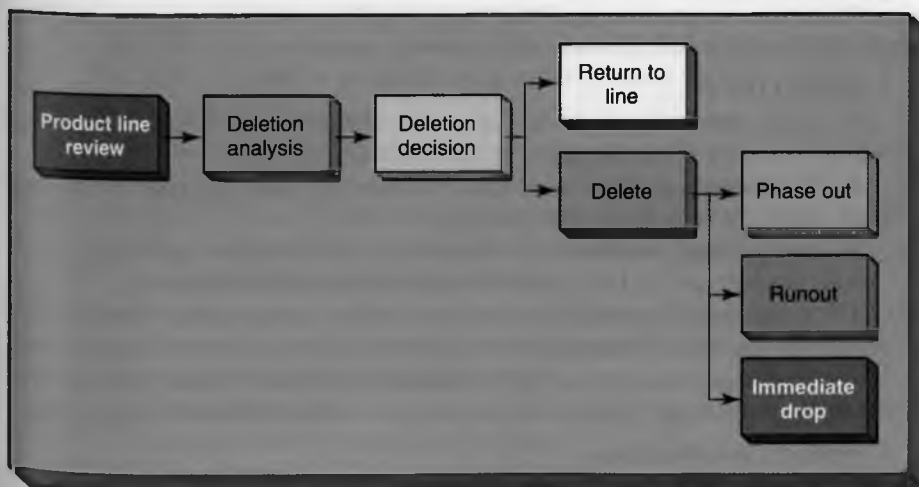 Product line
review
Deletion
analysis
Deletion
decision
Return to
line
Delete
Phase out
Runout
Immediate
drop